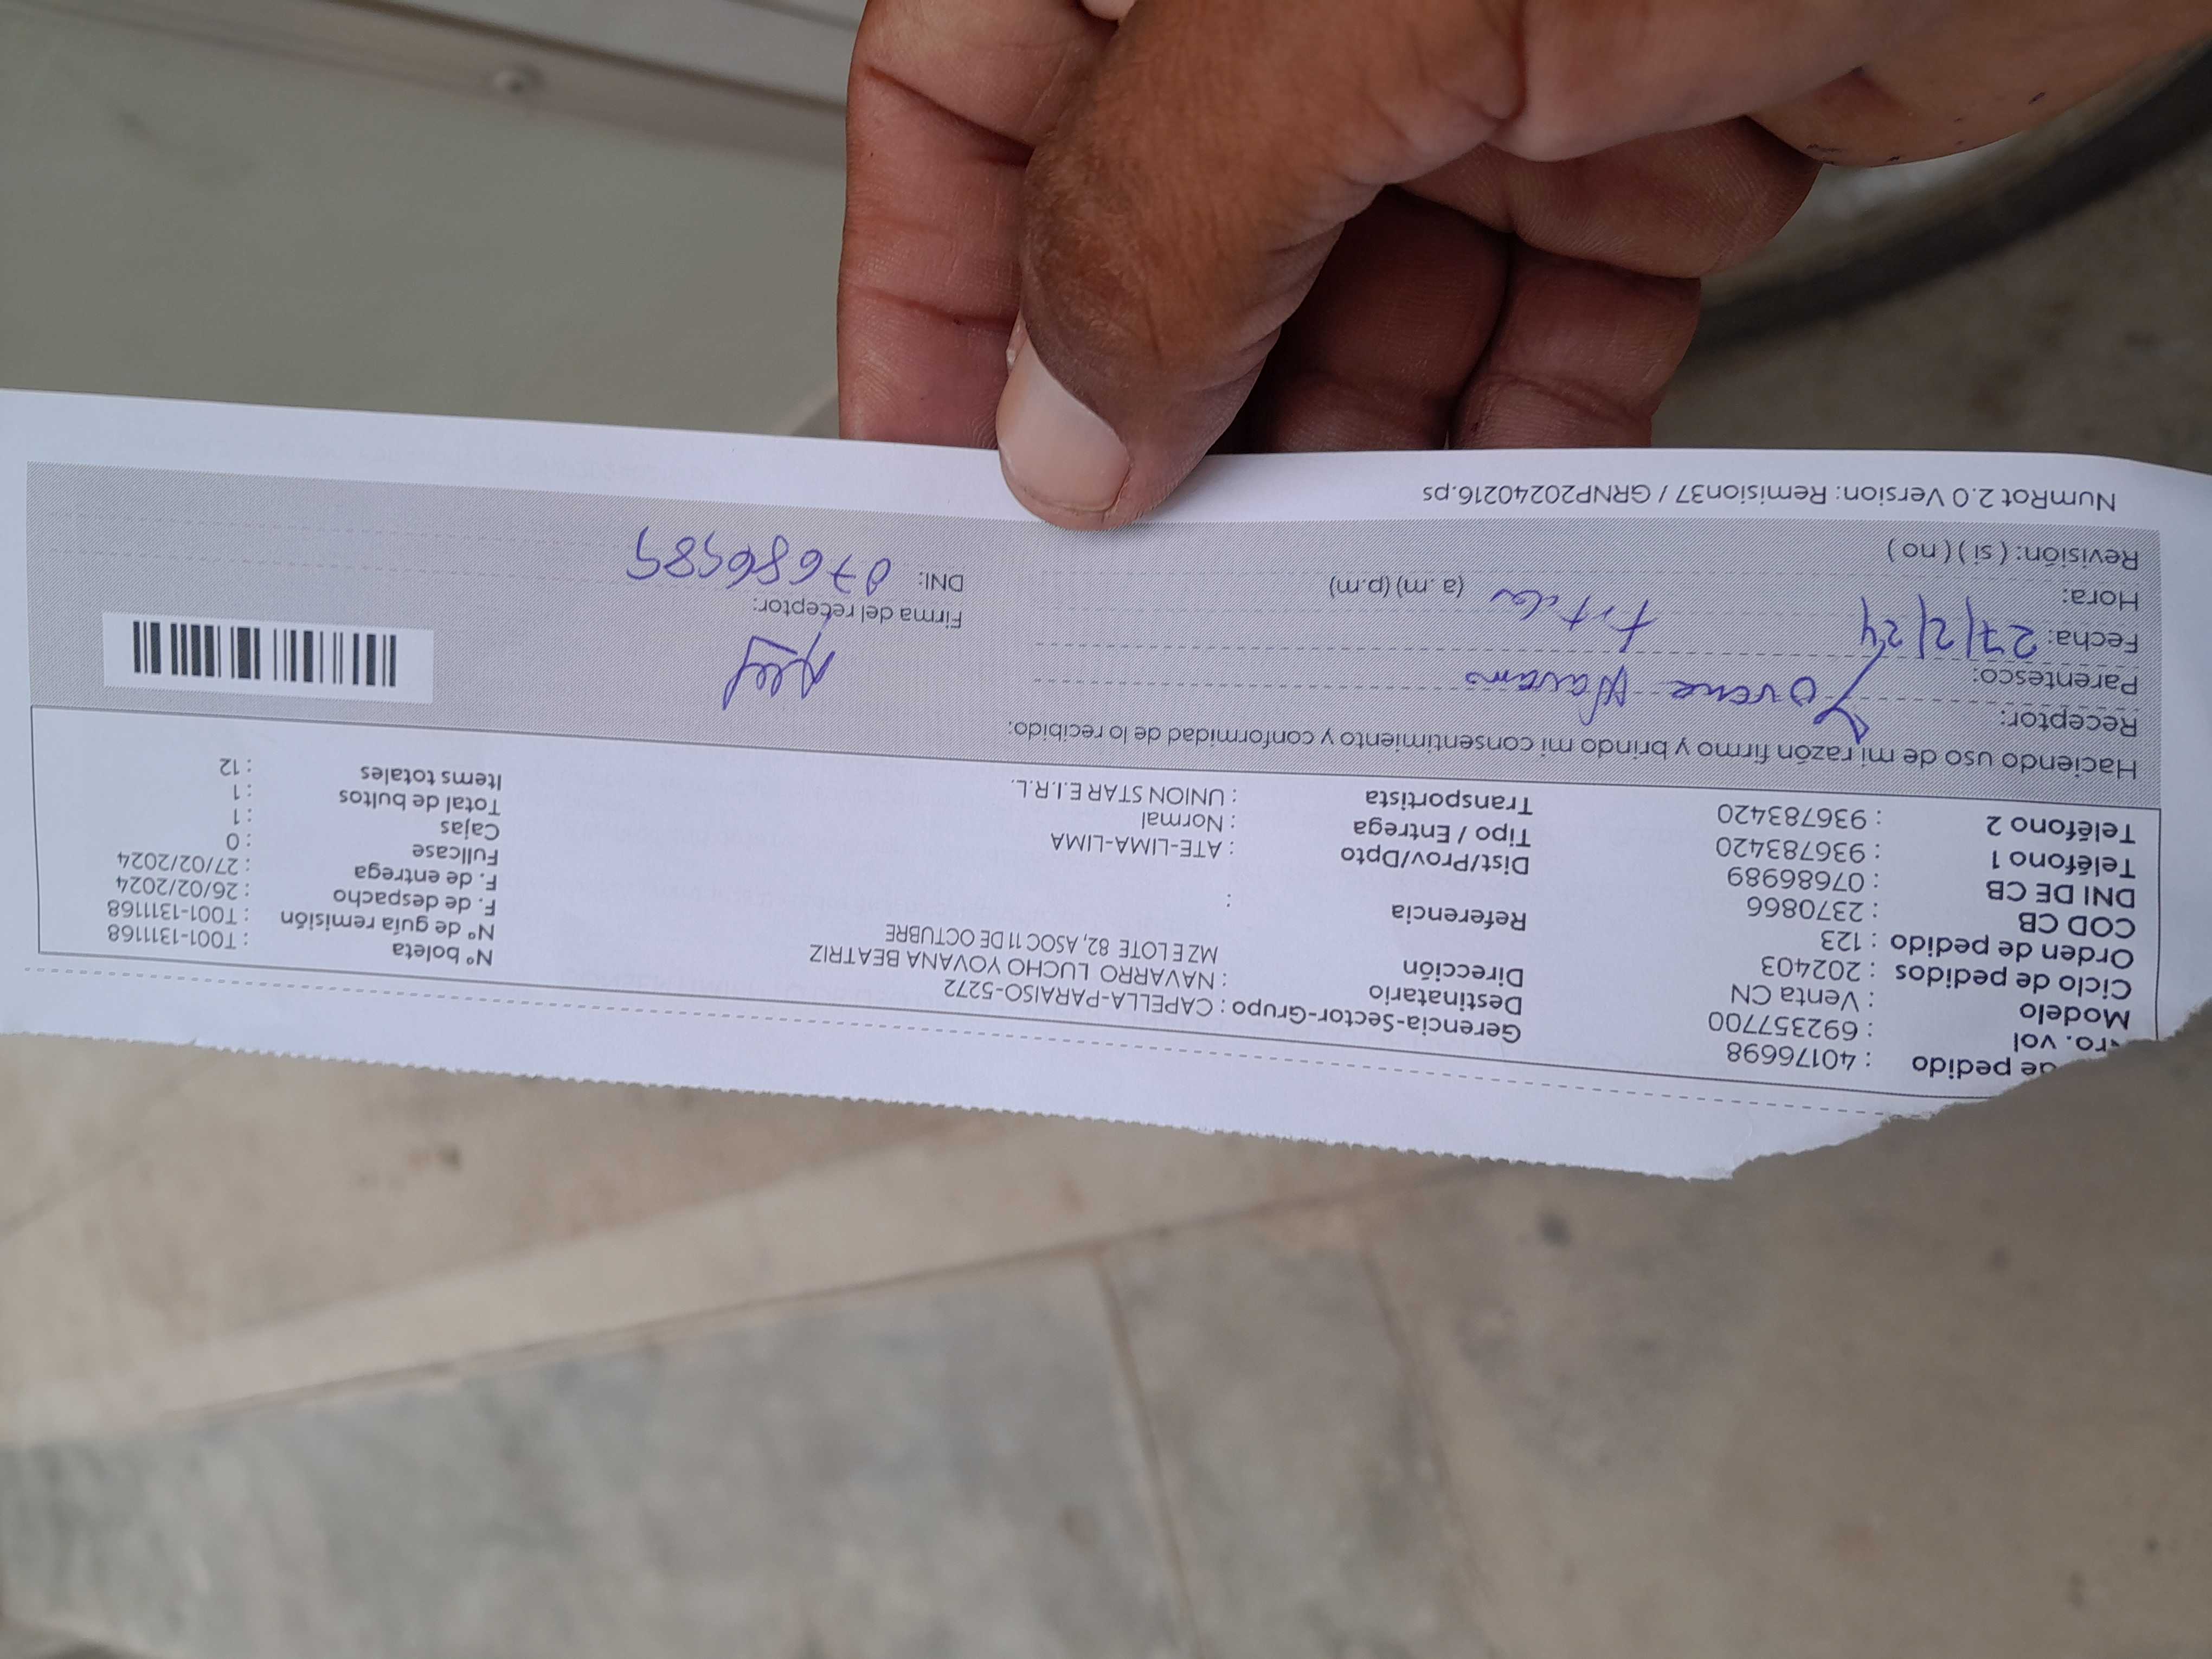 de pedido : 40176698
ro. vol : 692357700
Modelo : Venta CN
Ciclo de pedidos : 202403
Orden de pedido : 123
COD CB : 2370866
DNI DE CB : 07686989
Teléfono 1 : 936783420
Teléfono 2 : 936783420
Gerencia-Sector-Grupo : CAPELLA-PARAISO-5272
Destinatario : NAVARRO LUCHO YOVANA BEATRIZ
Dirección MZ E LOTE 82, ASOC 11 DE OCTUBRE
Referencia :
Dist/Prov/Dpto : ATE-LIMA-LIMA
Tipo / Entrega : Normal
Transportista : UNION STAR E.I.R.L.
N° boleta : T001-1311168
N° de guía remisión : T001-1311168
F. de despacho : 26/02/2024
F. de entrega : 27/02/2024
Fullcase : 0
Cajas : 1
Total de bultos : 1
Items totales : 12
Haciendo uso de mi razón firmo y brindo mi consentimiento y conformidad de lo recibido:
Receptor:
Parentesco:
Fecha: 27/2/24
Hora: (a. m) (p.m)
Revisión: ( si ) ( no )
Firma del receptor:
DNI: 07686989
NumRot 2.0 Version: Remision37 / GRNP20240216.ps